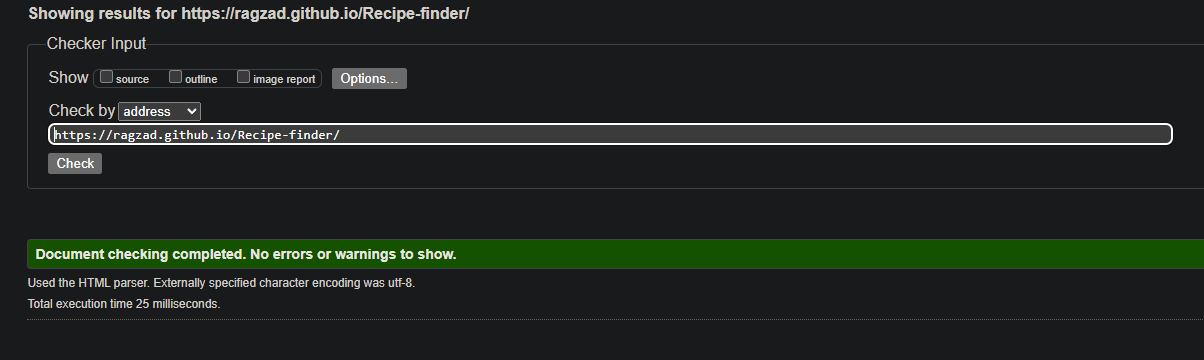 Showing results for https://ragzad.github.io/Recipe-finder/
Checker Input
Show source outline image report Options...
Check by address
https://ragzad.github.io/Recipe-finder/
Check
Document checking completed. No errors or warnings to show.
Used the HTML parser. Externally specified character encoding was utf-8.
Total execution time 25 milliseconds.